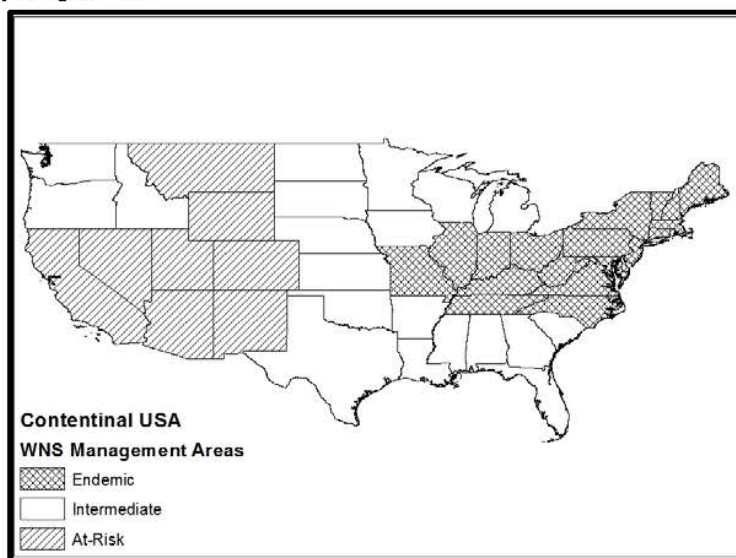 Contentinal USA
WNS Management Areas
Endemic
Intermediate
At-Risk